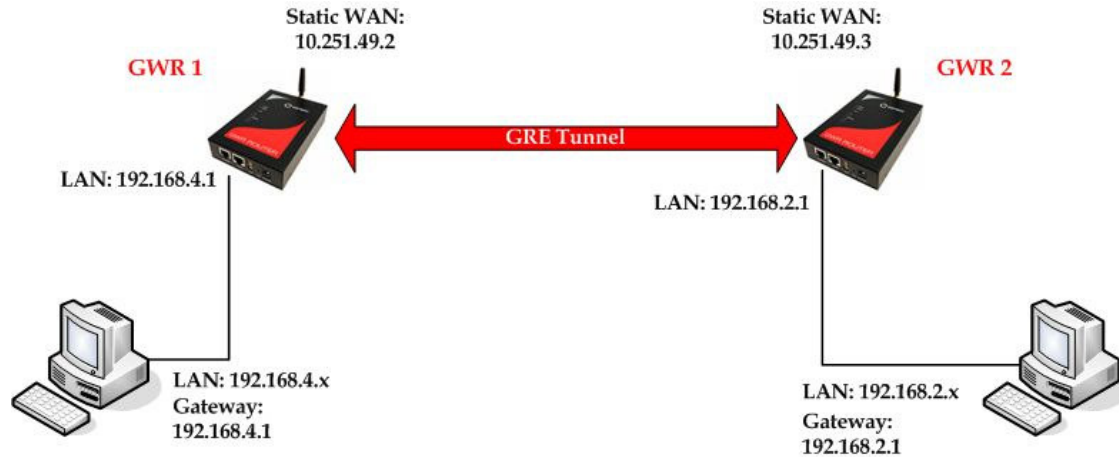 Static WAN:
10.251.49.2
Static WAN:
10.251.49.3
GWR 1
GWR 2
GRE Tunnel
LAN: 192.168.4.1
LAN: 192.168.2.1
LAN: 192.168.4.x
Gateway:
192.168.4.1
LAN: 192.168.2.x
Gateway:
192.168.2.1